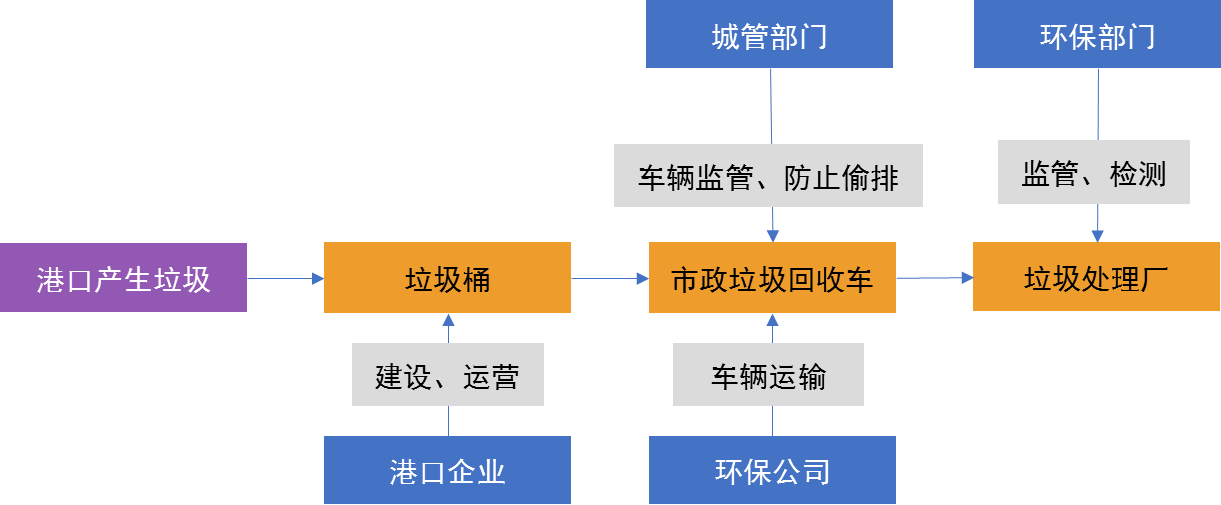 城管部门
环保部门
车辆监管、防止偷排
监管、检测
港口产生垃圾
垃圾桶
市政垃圾回收车
垃圾处理厂
建设、运营
车辆运输
港口企业
环保公司